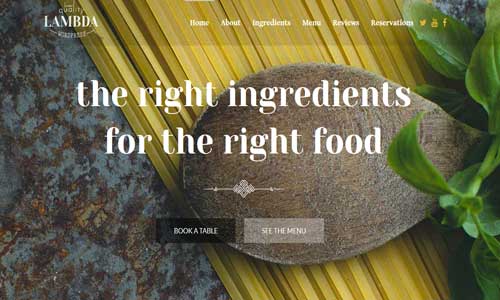 quality
LAMBDA
WORDPRESS
Home About Ingredients Menu Reviews Reservations
the right ingredients
for the right food
BOOK A TABLE SEE THE MENU